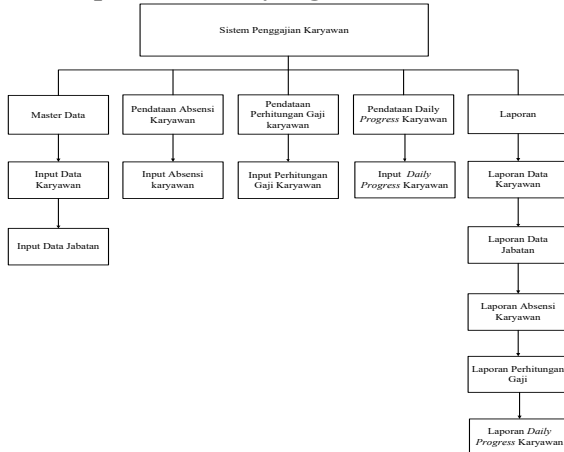 Sistem Penggajian Karyawan
Master Data
Pendataan Absensi
Karyawan
Pendataan
Perhitungan Gaji
karyawan
Pendataan Daily
Progress Karyawan
Laporan
Input Data
Karyawan
Input Absensi
karyawan
Input Perhitungan
Gaji Karyawan
Input Daily
Progress Karyawan
Laporan Data
Karyawan
Input Data Jabatan
Laporan Data
Jabatan
Laporan Absensi
Karyawan
Laporan Perhitungan
Gaji
Laporan Daily
Progress Karyawan